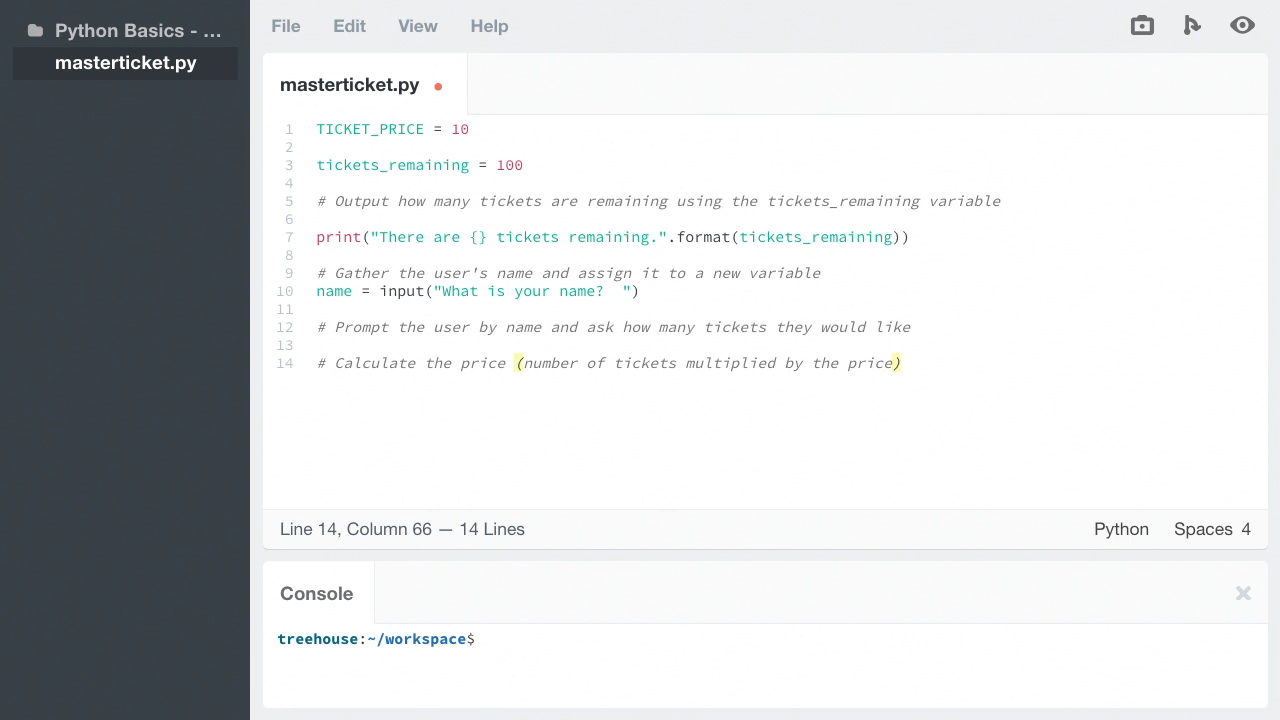 Python Basics - ...
masterticket.py
File Edit View Help
masterticket.py
1 TICKET_PRICE = 10
2
3 tickets_remaining = 100
4
5 # Output how many tickets are remaining using the tickets_remaining variable
6
7 print("There are {} tickets remaining.".format(tickets_remaining))
8
9 # Gather the user's name and assign it to a new variable
10 name = input("What is your name?  ")
11
12 # Prompt the user by name and ask how many tickets they would like
13
14 # Calculate the price (number of tickets multiplied by the price)
Line 14, Column 66 — 14 Lines Python Spaces 4
Console
treehouse:~/workspace$